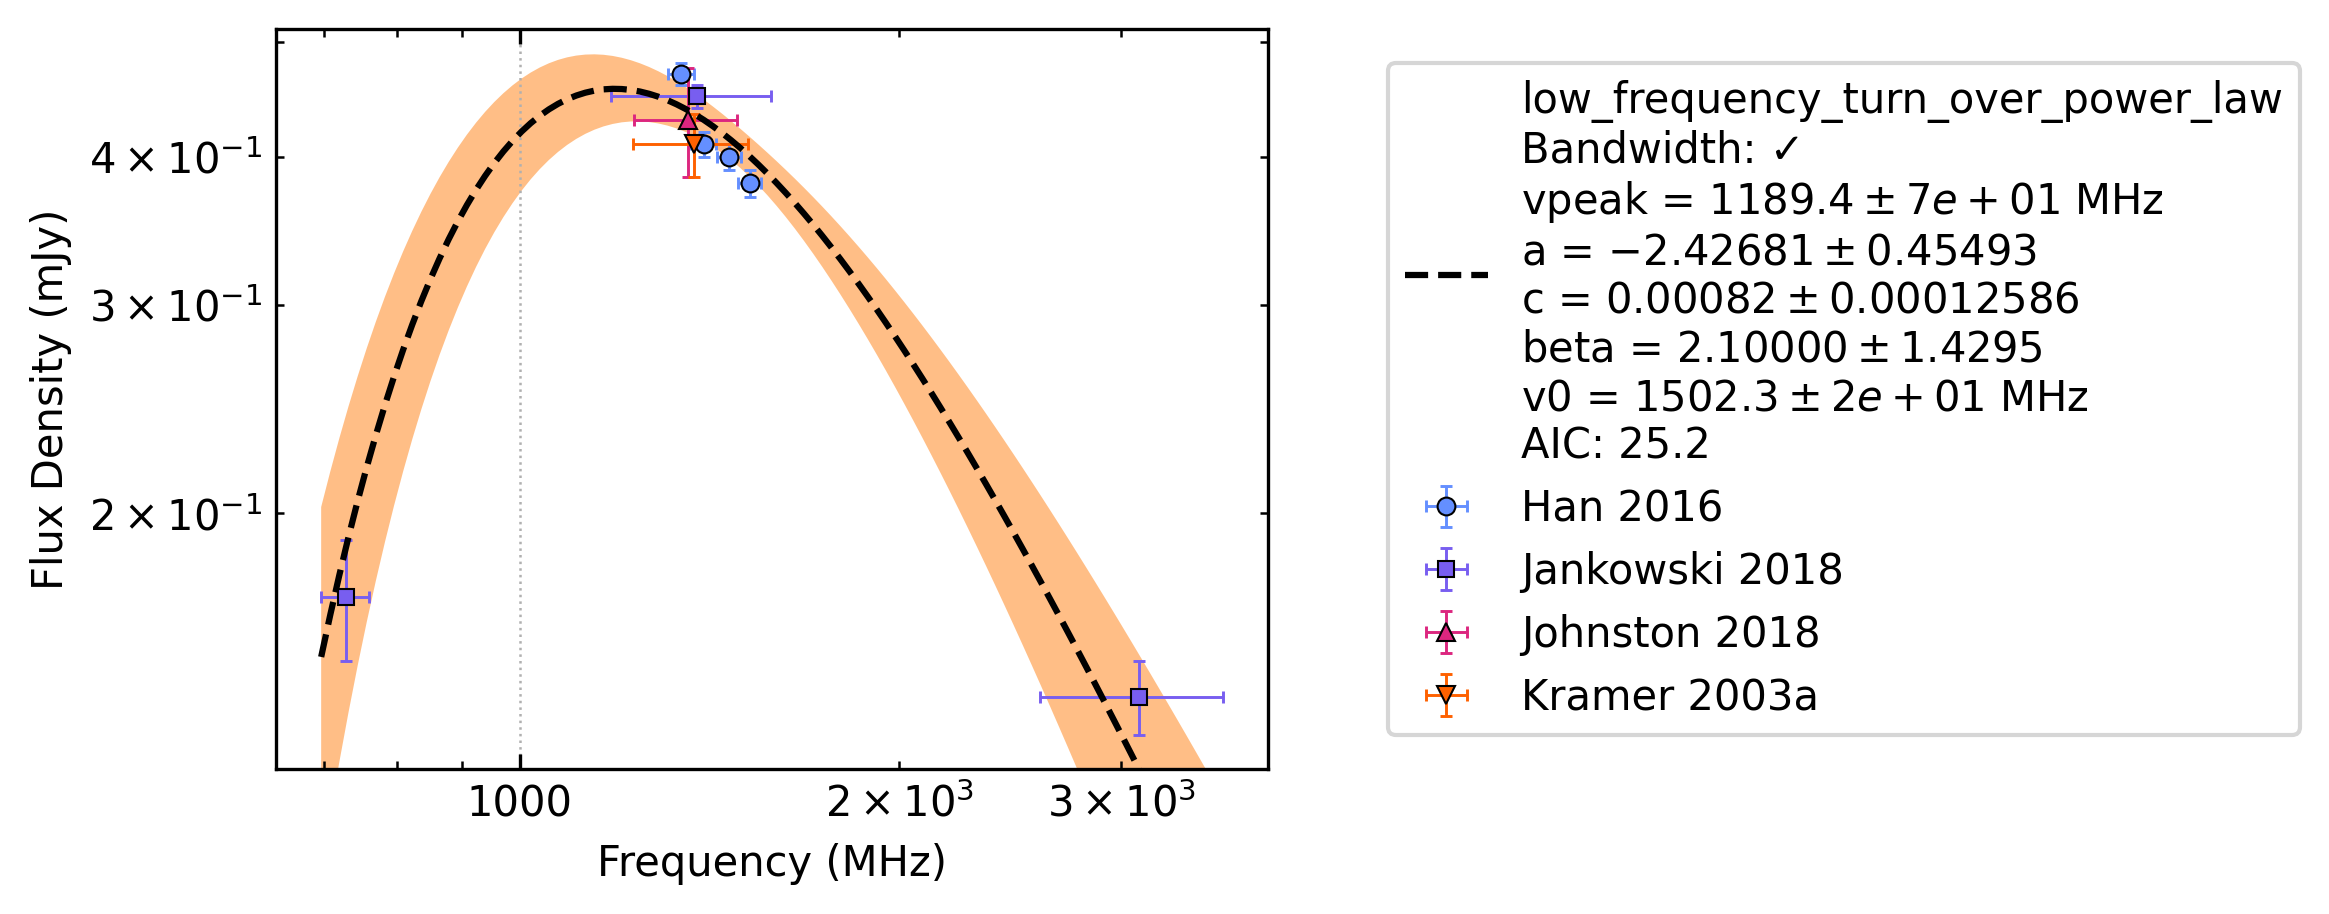 Flux Density (mJy)
4 × 10⁻¹
3 × 10⁻¹
2 × 10⁻¹
1000
2 × 10³
3 × 10³
Frequency (MHz)
low_frequency_turn_over_power_law
Bandwidth: ✓
vpeak = 1189.4 ± 7e + 01 MHz
a = −2.42681 ± 0.45493
c = 0.00082 ± 0.00012586
beta = 2.10000 ± 1.4295
v0 = 1502.3 ± 2e + 01 MHz
AIC: 25.2
Han 2016
Jankowski 2018
Johnston 2018
Kramer 2003a